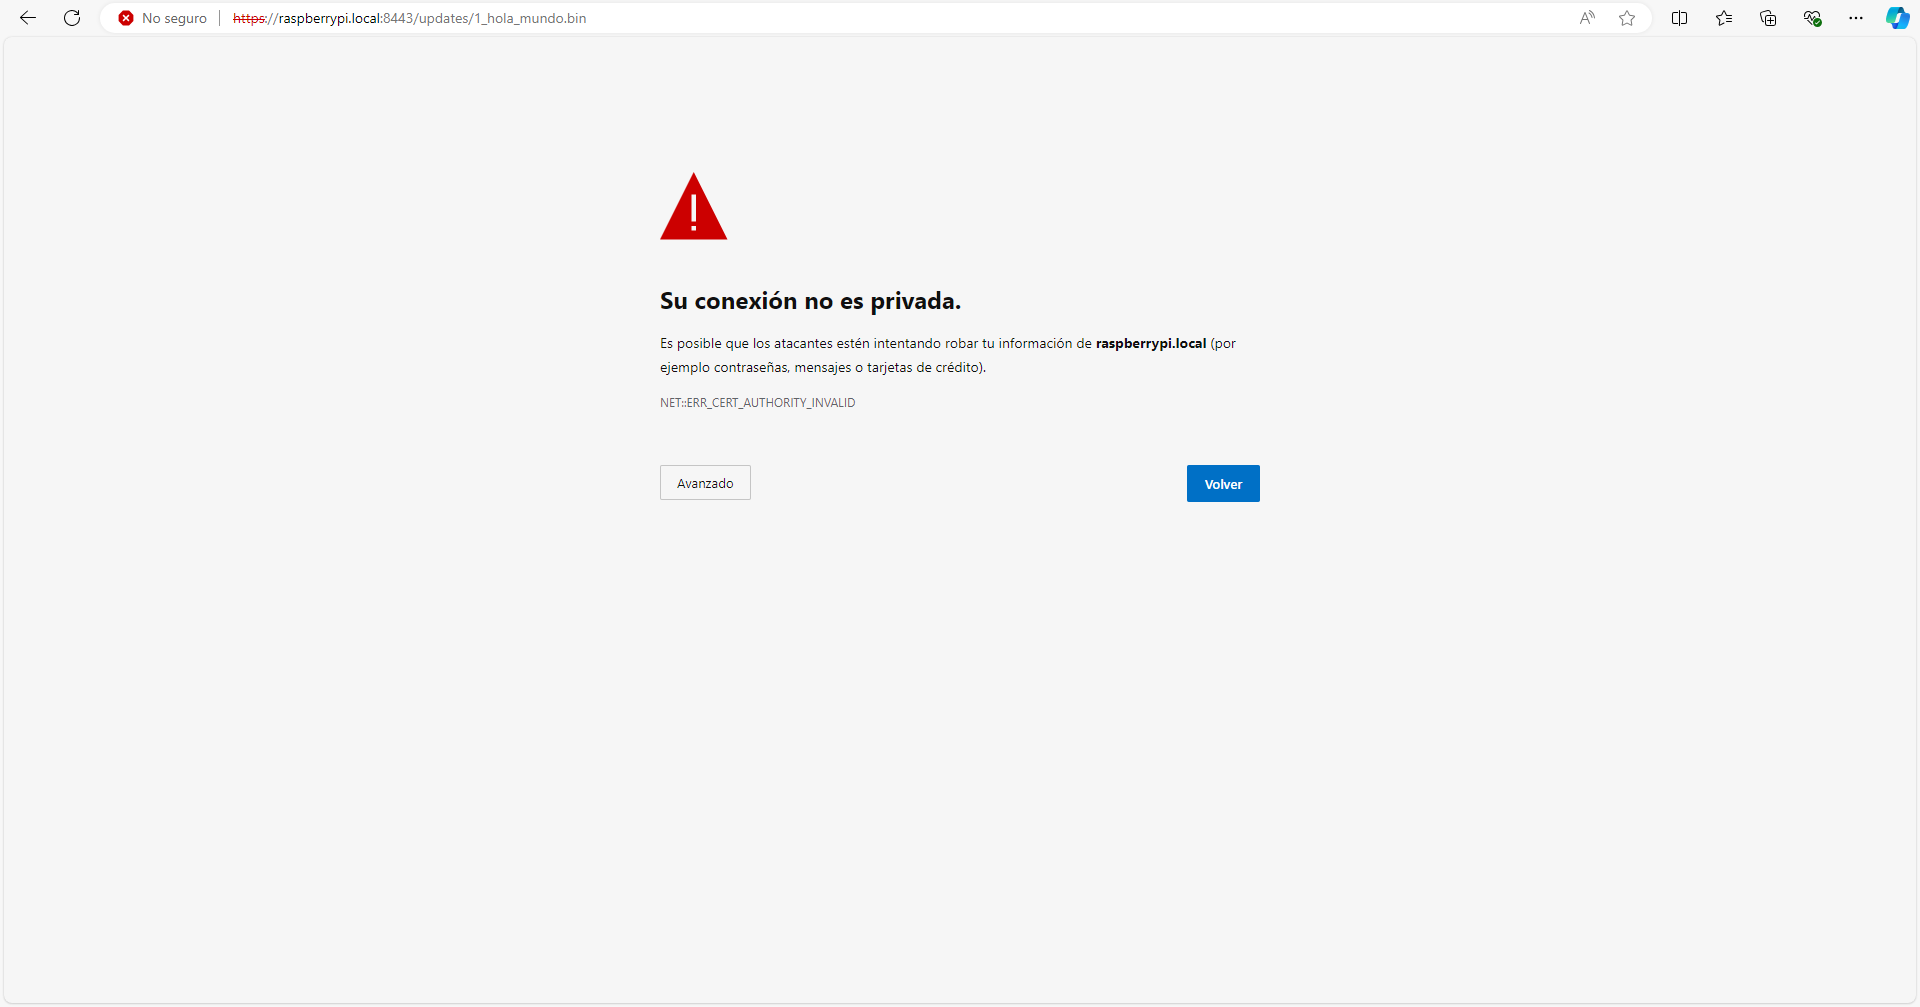 No seguro
https://raspberrypi.local:8443/updates/1_hola_mundo.bin
Su conexión no es privada.
Es posible que los atacantes estén intentando robar tu información de raspberrypi.local (por
ejemplo contraseñas, mensajes o tarjetas de crédito).
NET::ERR_CERT_AUTHORITY_INVALID
Avanzado
Volver